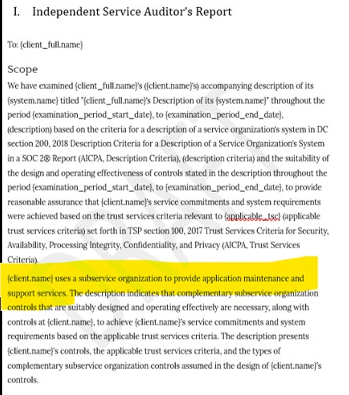 I. Independent Service Auditor's Report
To: {client_full.name}
Scope
We have examined {client_full.name}'s ({client.name}'s) accompanying description of its
{system.name} titled "{client_full.name}'s Description of its {system.name}" throughout the
period {examination_period_start_date}, to {examination_period_end_date},
(description) based on the criteria for a description of a service organization's system in DC
section 200, 2018 Description Criteria for a Description of a Service Organization's System
in a SOC 2® Report (AICPA, Description Criteria), (description criteria) and the suitability of
the design and operating effectiveness of controls stated in the description throughout the
period {examination_period_start_date}, to {examination_period_end_date}, to provide
reasonable assurance that {client.name}'s service commitments and system requirements
were achieved based on the trust services criteria relevant to {applicable_tsc} (applicable
trust services criteria) set forth in TSP section 100, 2017 Trust Services Criteria for Security,
Availability, Processing Integrity, Confidentiality, and Privacy (AICPA, Trust Services
Criteria).
{client.name} uses a subservice organization to provide application maintenance and
support services. The description indicates that complementary subservice organization
controls that are suitably designed and operating effectively are necessary, along with
controls at {client.name}, to achieve {client.name}'s service commitments and system
requirements based on the applicable trust services criteria. The description presents
{client.name}'s controls, the applicable trust services criteria, and the types of
complementary subservice organization controls assumed in the design of {client.name}'s
controls.